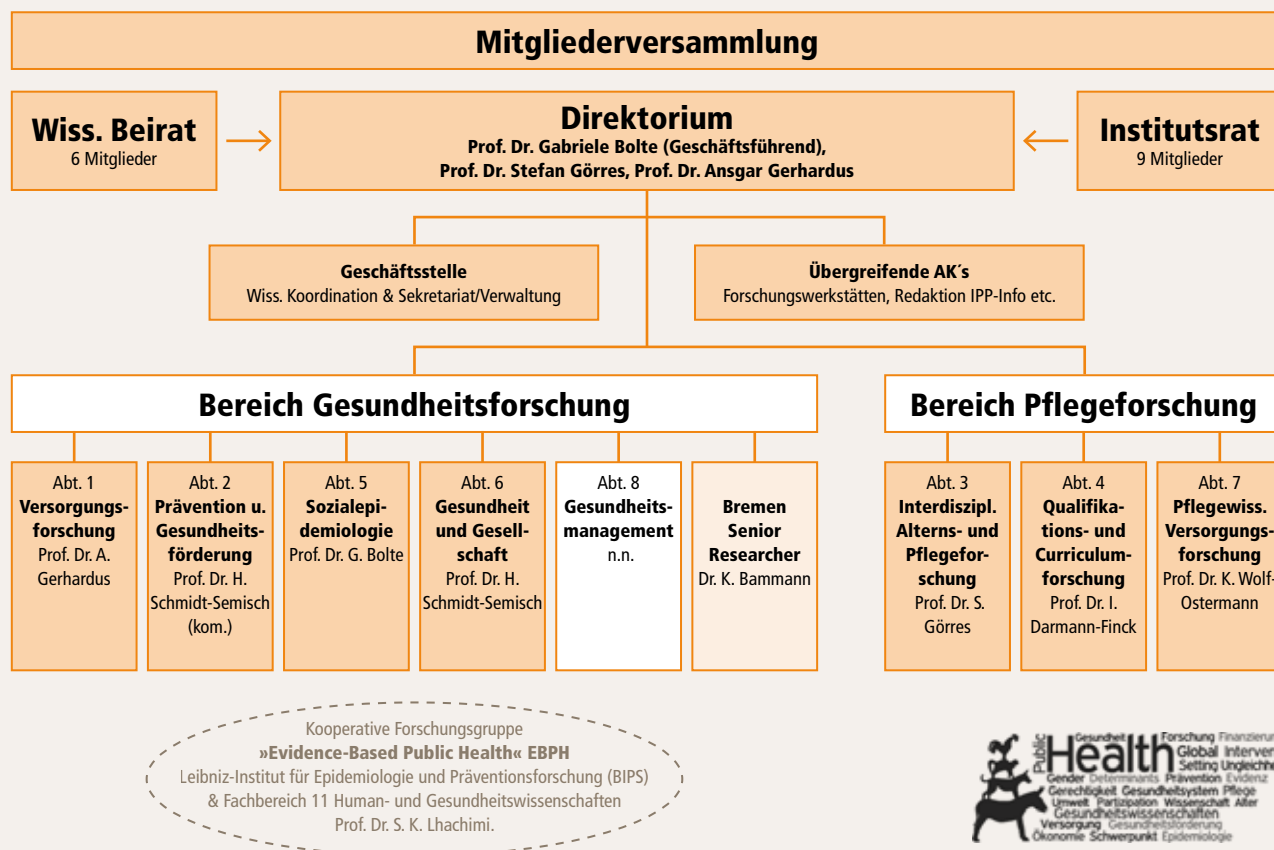 Mitgliederversammlung
Wiss. Beirat
6 Mitglieder
Direktorium
Prof. Dr. Gabriele Bolte (Geschäftsführend),
Prof. Dr. Stefan Görres, Prof. Dr. Ansgar Gerhardus
Institutsrat
9 Mitglieder
Geschäftsstelle
Wiss. Koordination & Sekretariat/Verwaltung
Übergreifende AK´s
Forschungswerkstätten, Redaktion IPP-Info etc.
Bereich Gesundheitsforschung
Abt. 1
Versorgungs-
forschung
Prof. Dr. A.
Gerhardus
Abt. 2
Prävention u.
Gesundheits-
förderung
Prof. Dr. H.
Schmidt-Semisch
(kom.)
Abt. 5
Sozialepi-
demiologie
Prof. Dr. G. Bolte
Abt. 6
Gesundheit
und Gesell-
schaft
Prof. Dr. H.
Schmidt-Semisch
Abt. 8
Gesundheits-
management
n.n.
Bremen
Senior
Researcher
Dr. K. Bammann
Bereich Pflegeforschung
Abt. 3
Interdiszipl.
Alterns- und
Pflegefor-
schung
Prof. Dr. S.
Görres
Abt. 4
Qualifika-
tions- und
Curriculum-
forschung
Prof. Dr. I.
Darmann-Finck
Abt. 7
Pflegewiss.
Versorgungs-
forschung
Prof. Dr. K. Wolf-
Ostermann
Kooperative Forschungsgruppe
»Evidence-Based Public Health« EBPH
Leibniz-Institut für Epidemiologie und Präventionsforschung (BIPS)
& Fachbereich 11 Human- und Gesundheitswissenschaften
Prof. Dr. S. K. Lhachimi.
Public
Health
Gesundheit Forschung Finanzierun
Global Interven
Setting Ungleichhe
Gender Determinants Prävention Evidenz
Gerechtigkeit Gesundheitsystem Pflege
Umwelt Partizipation Wissenschaft Alter
Gesundheitswissenschaften
Versorgung Gesundheitsförderung
Ökonomie Schwerpunkt Epidemiologie